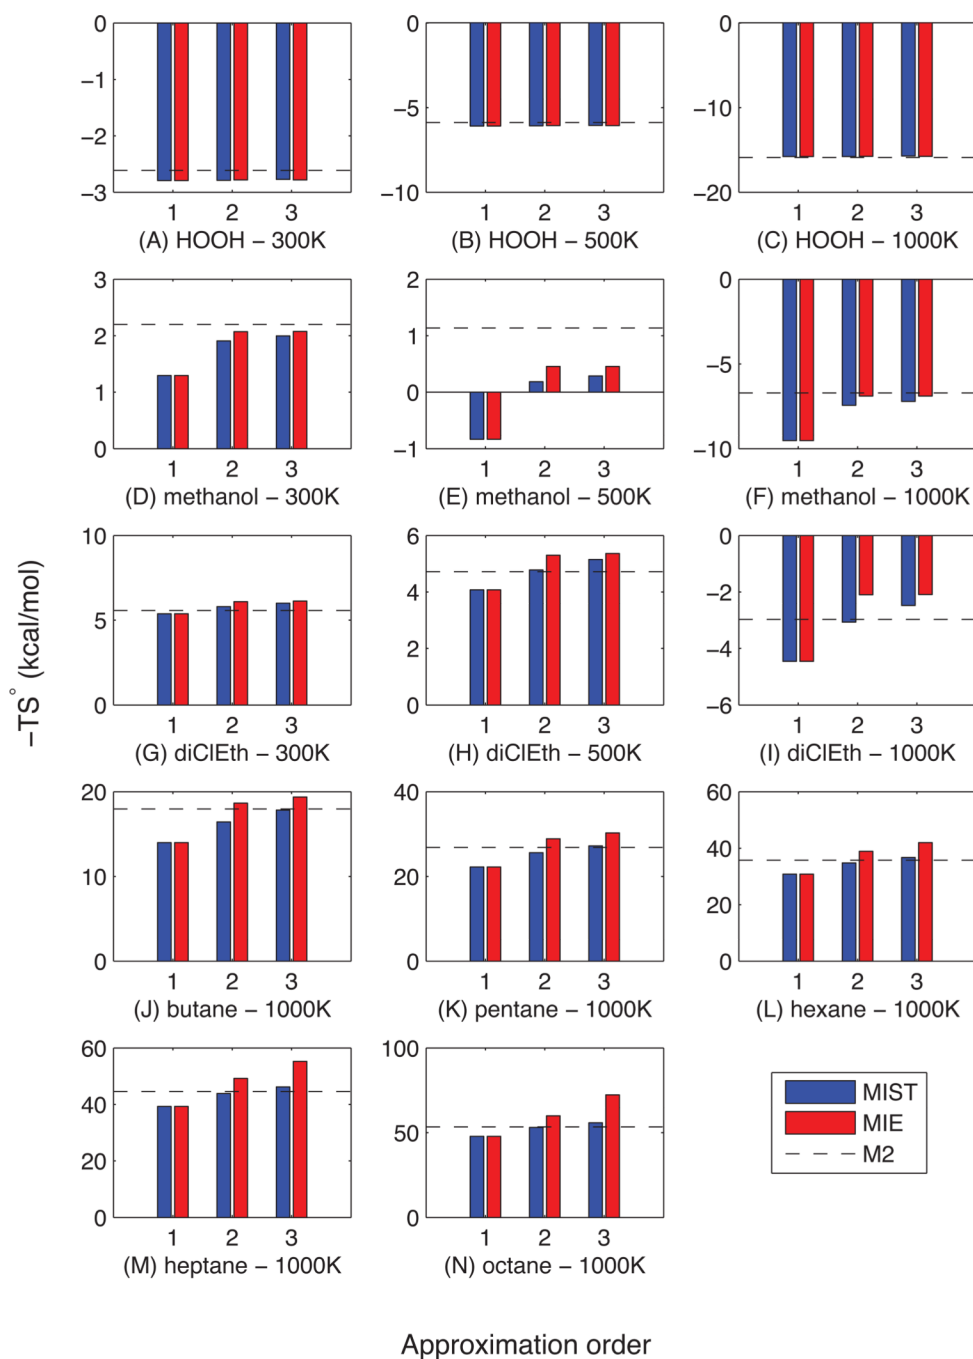 0
−1
−2
−3
1 2 3
(A) HOOH − 300K
0
−5
−10
1 2 3
(B) HOOH − 500K
0
−10
−20
1 2 3
(C) HOOH − 1000K
3
2
1
0
1 2 3
(D) methanol − 300K
2
1
0
−1
1 2 3
(E) methanol − 500K
0
−5
−10
1 2 3
(F) methanol − 1000K
10
5
0
1 2 3
(G) diClEth − 300K
6
4
2
0
1 2 3
(H) diClEth − 500K
0
−2
−4
−6
1 2 3
(I) diClEth − 1000K
−TS° (kcal/mol)
20
10
0
1 2 3
(J) butane − 1000K
40
20
0
1 2 3
(K) pentane − 1000K
60
40
20
0
1 2 3
(L) hexane − 1000K
60
40
20
0
1 2 3
(M) heptane − 1000K
100
50
0
1 2 3
(N) octane − 1000K
MIST
MIE
M2
Approximation order